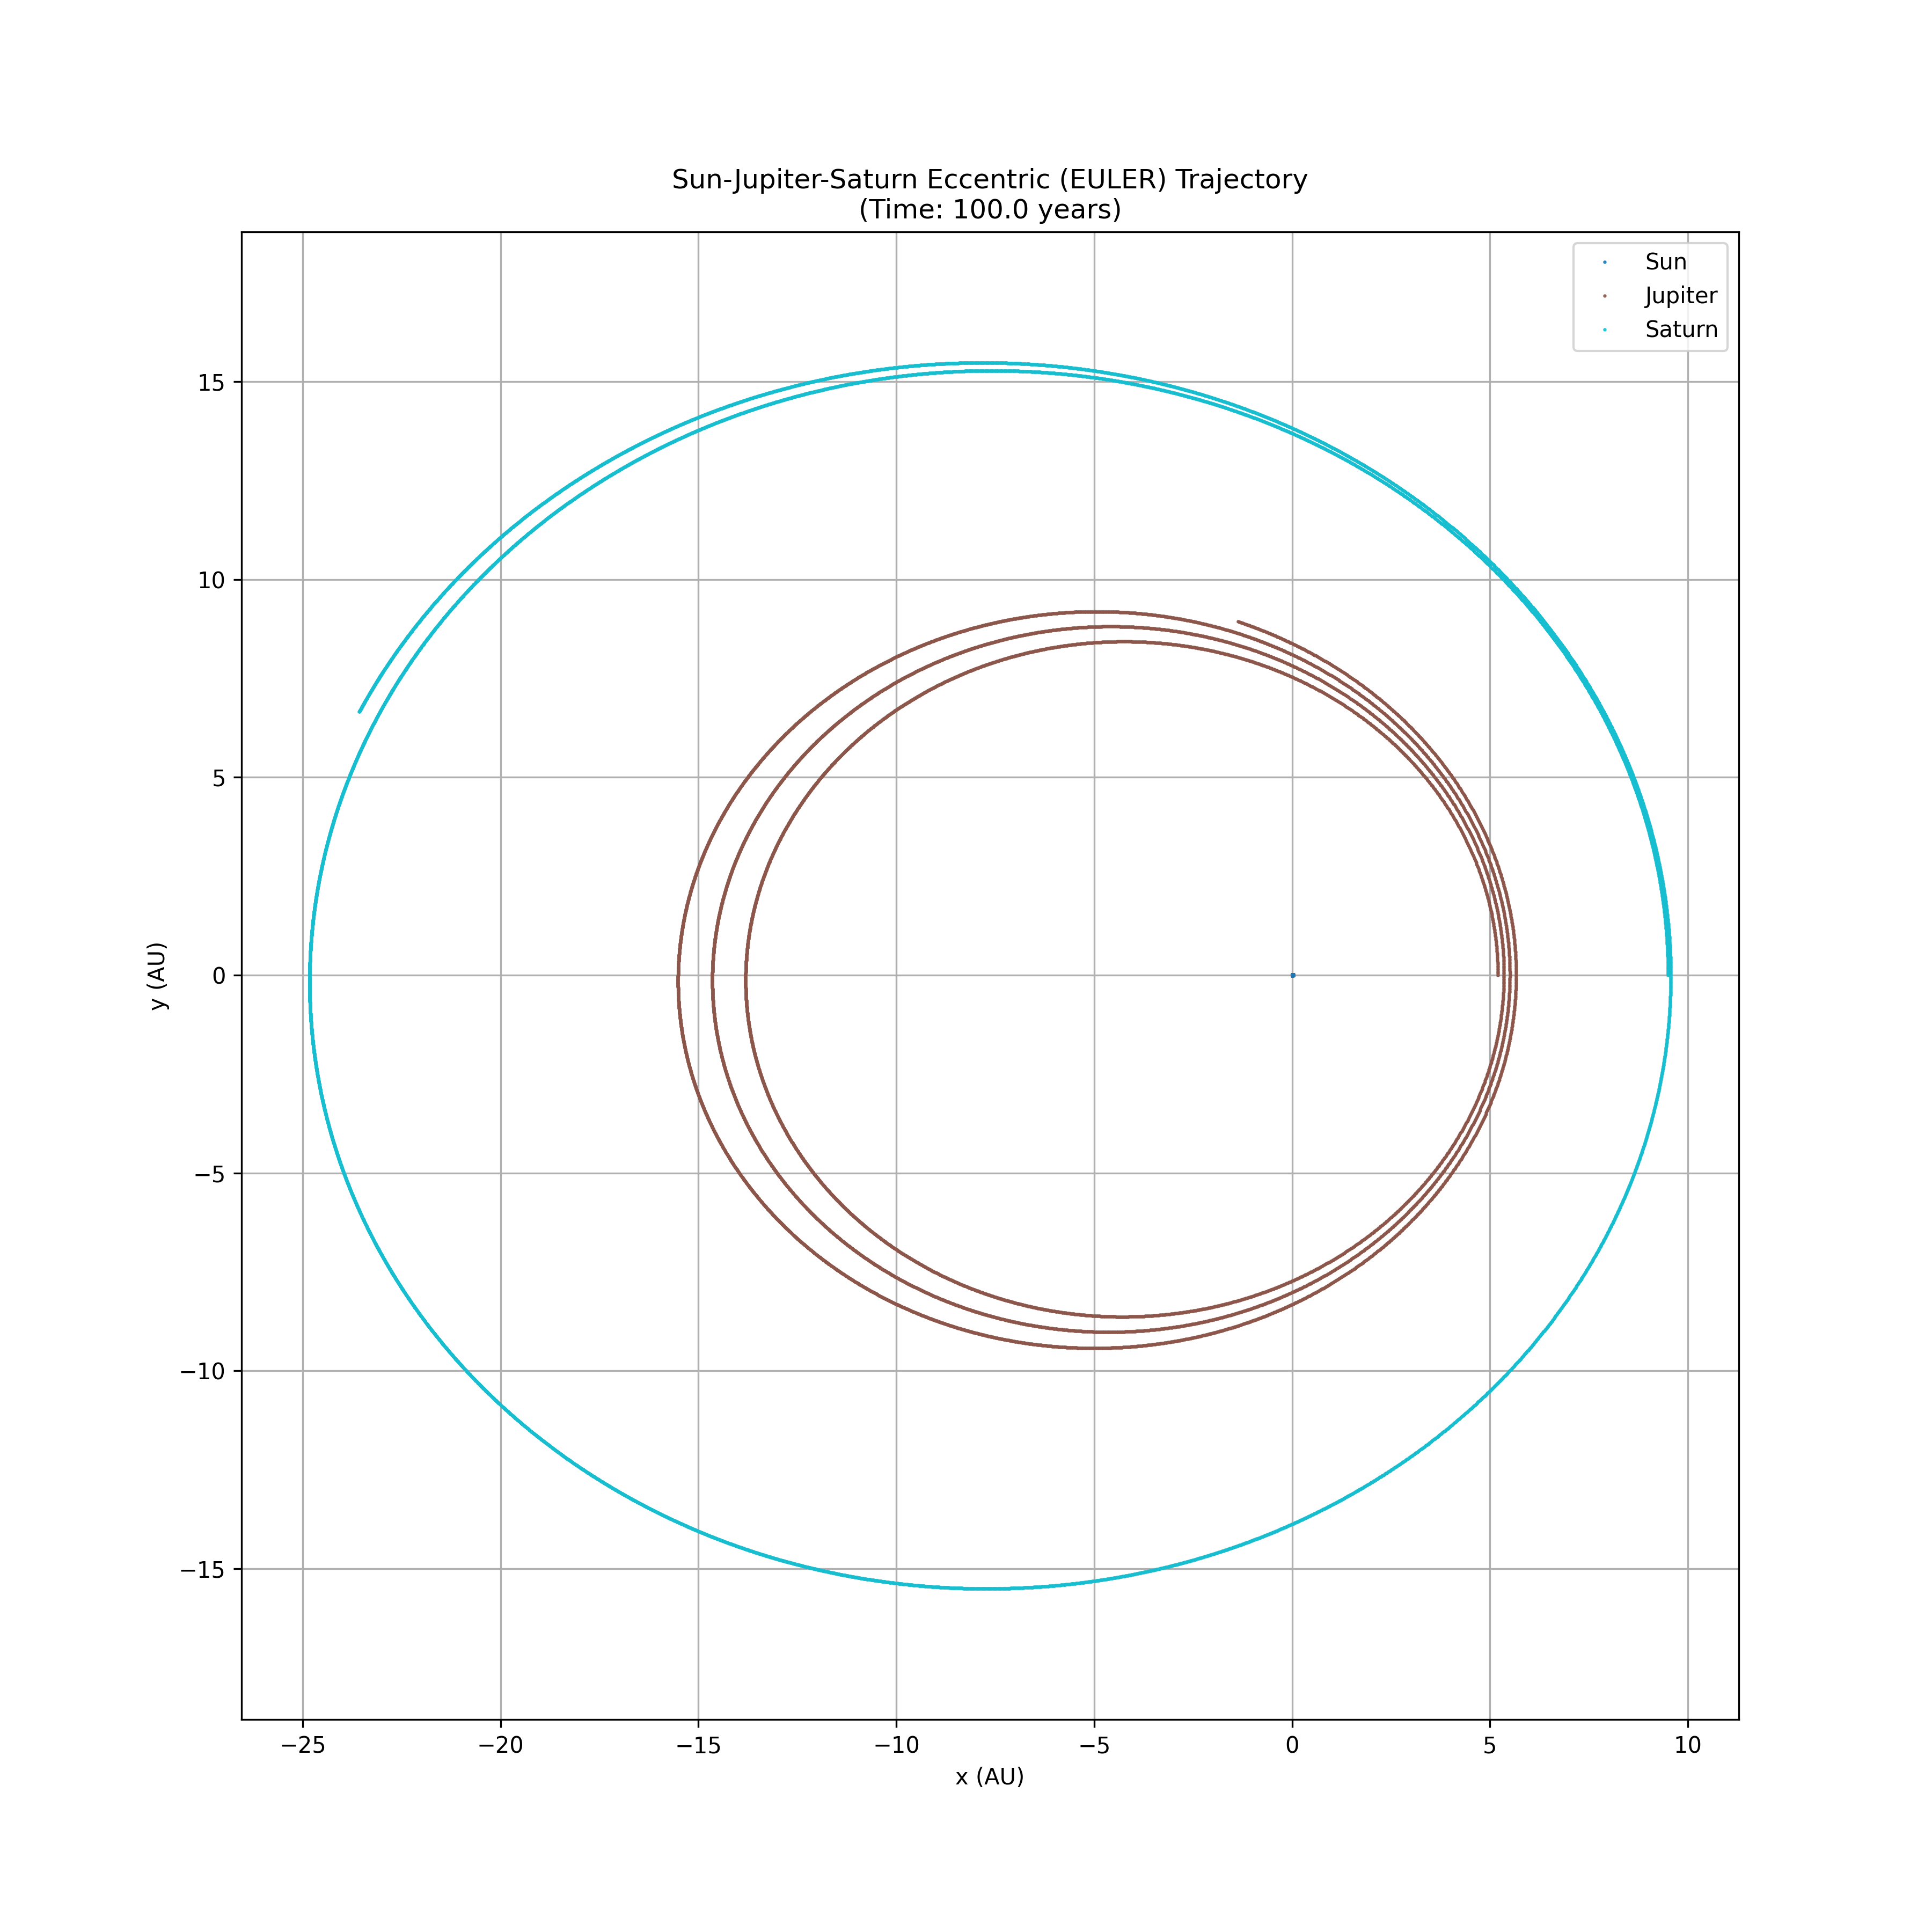 Sun-Jupiter-Saturn Eccentric (EULER) Trajectory
(Time: 100.0 years)
Sun
Jupiter
Saturn
15
10
5
0
−5
−10
−15
y (AU)
−25 −20 −15 −10 −5 0 5 10
x (AU)